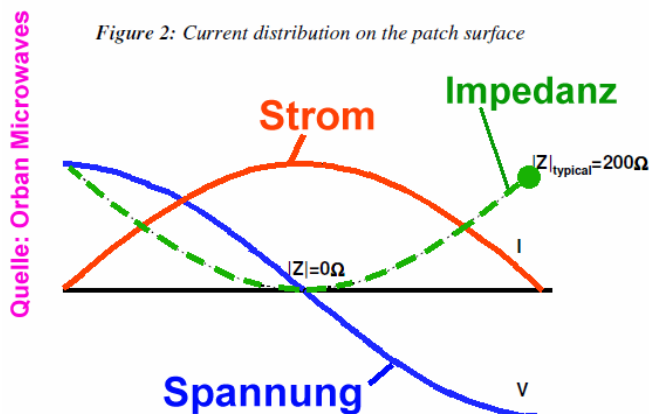 Figure 2: Current distribution on the patch surface
Quelle: Orban Microwaves
Impedanz
Strom
|Z|typical=200Ω
I
|Z|=0Ω
Spannung
V